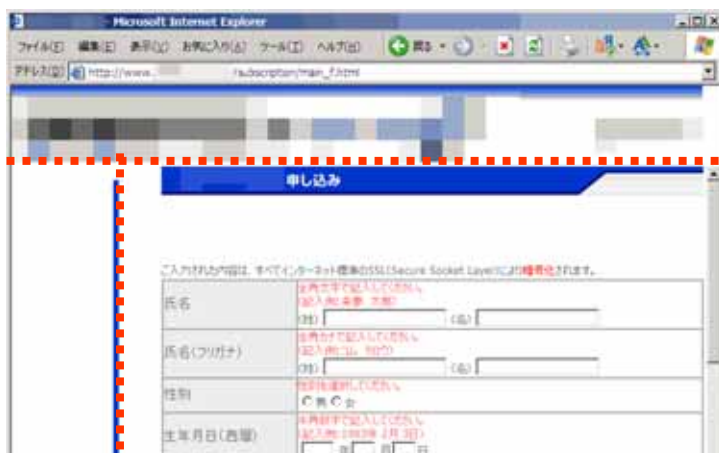 Microsoft Internet Explorer
ファイル(F) 編集(E) 表示(V) お気に入り(A) ツール(T) ヘルプ(H) 戻る
アドレス(D) http://www. /subscription/main_f.html
申し込み
ご入力された内容は、すべてインターネット標準のSSL(Secure Socket Layer)により暗号化されます。
氏名
全角文字で記入してください。
(姓) (名)
氏名(フリガナ)
全角カナで記入してください。
(姓) (名)
性別
性別を選択してください。
男 女
生年月日(西暦)
半角数字で記入してください。
年 月 日